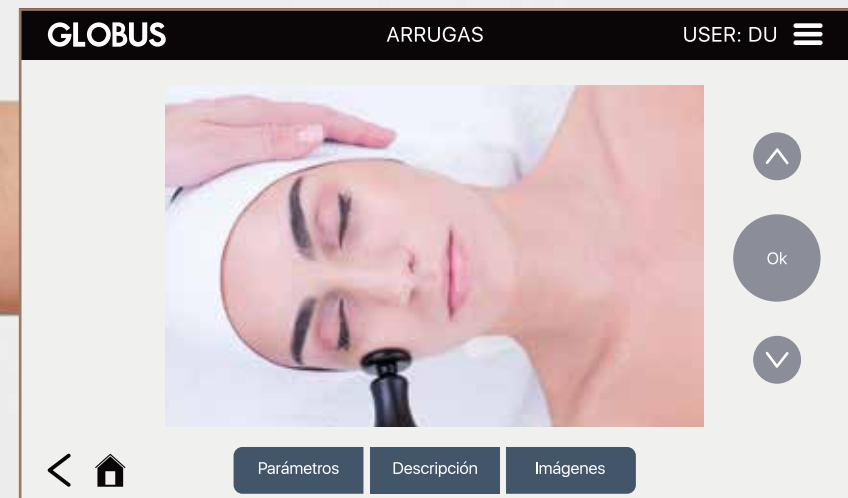 GLOBUS
ARRUGAS
USER: DU
Ok
Parámetros
Descripción
Imágenes